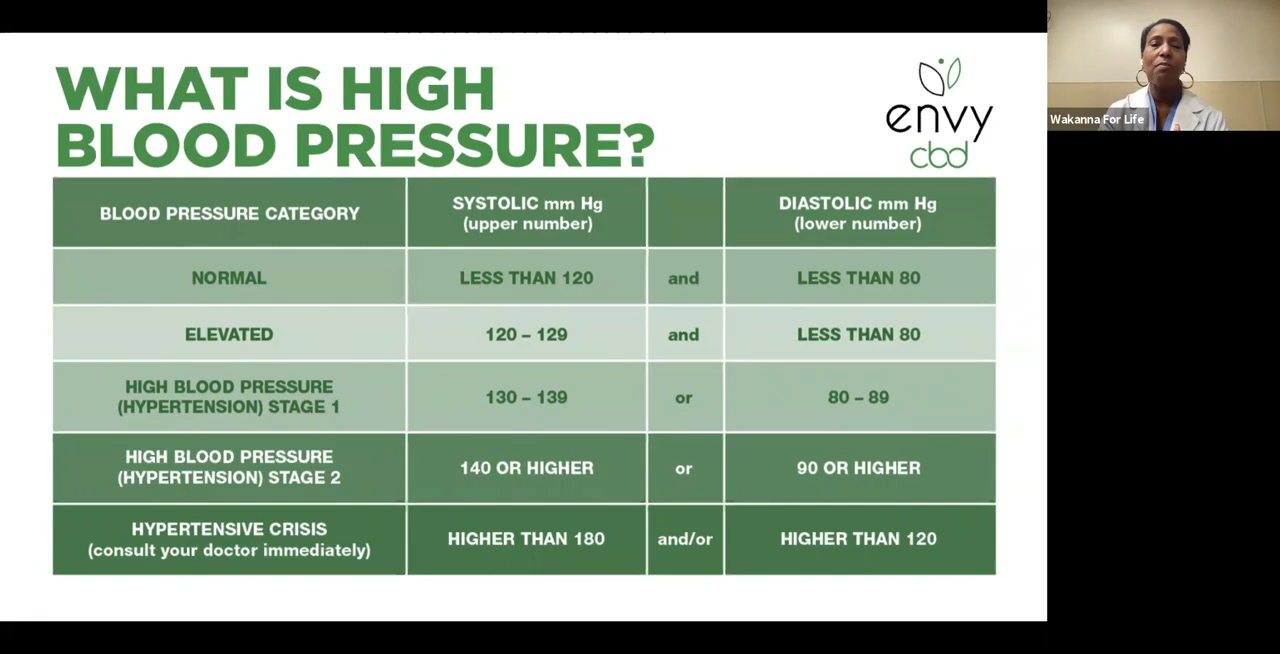 WHAT IS HIGH
BLOOD PRESSURE?
envy
cbd
Wakanna For Life
BLOOD PRESSURE CATEGORY
SYSTOLIC mm Hg
(upper number)
DIASTOLIC mm Hg
(lower number)
NORMAL
LESS THAN 120
and
LESS THAN 80
ELEVATED
120 – 129
and
LESS THAN 80
HIGH BLOOD PRESSURE
(HYPERTENSION) STAGE 1
130 – 139
or
80 – 89
HIGH BLOOD PRESSURE
(HYPERTENSION) STAGE 2
140 OR HIGHER
or
90 OR HIGHER
HYPERTENSIVE CRISIS
(consult your doctor immediately)
HIGHER THAN 180
and/or
HIGHER THAN 120